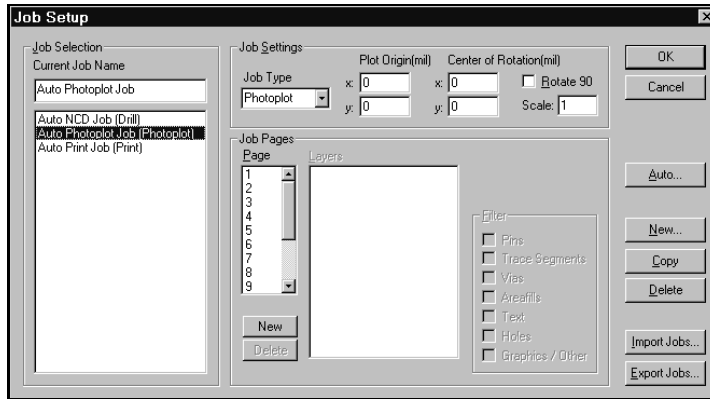 Job Setup
Job Selection
Current Job Name
Auto Photoplot Job
Auto NCD Job (Drill)
Auto Photoplot Job (Photoplot)
Auto Print Job (Print)
Job Settings
Job Type
Photoplot
Plot Origin(mil)
x: 0
y: 0
Center of Rotation(mil)
x: 0
y: 0
Rotate 90
Scale: 1
Job Pages
Page
1
2
3
4
5
6
7
8
9
New
Delete
Layers
Filter
Pins
Trace Segments
Vias
Areafills
Text
Holes
Graphics / Other
OK
Cancel
Auto...
New...
Copy
Delete
Import Jobs...
Export Jobs...